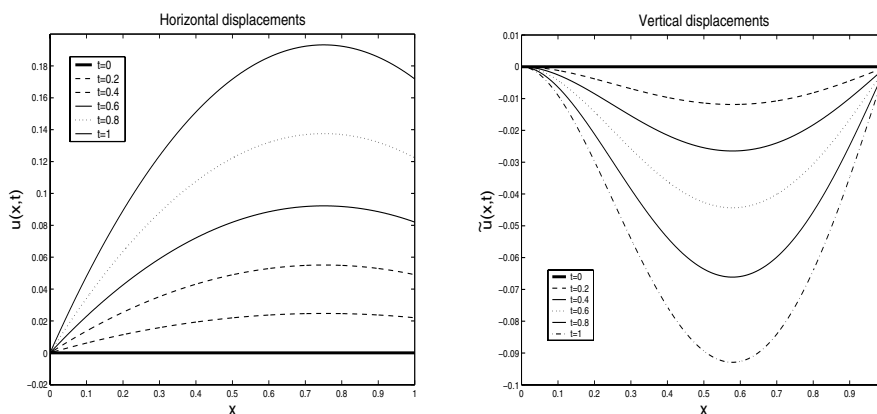 Horizontal displacements
0.18
0.16
0.14
0.12
0.1
0.08
0.06
0.04
0.02
0
−0.02
u(x,t)
t=0
t=0.2
t=0.4
t=0.6
t=0.8
t=1
0 0.1 0.2 0.3 0.4 0.5 0.6 0.7 0.8 0.9 1
x
Vertical displacements
0.01
0
−0.01
−0.02
−0.03
−0.04
−0.05
−0.06
−0.07
−0.08
−0.09
−0.1
ũ(x,t)
t=0
t=0.2
t=0.4
t=0.6
t=0.8
t=1
0 0.1 0.2 0.3 0.4 0.5 0.6 0.7 0.8 0.9
x